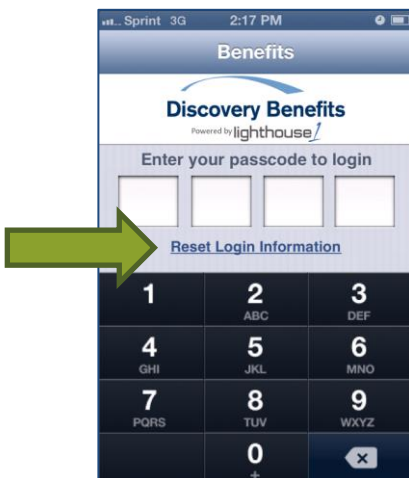 Sprint 3G 2:17 PM
Benefits
Discovery Benefits
Powered by lighthouse1
Enter your passcode to login
Reset Login Information
1 2 3
ABC DEF
4 5 6
GHI JKL MNO
7 8 9
PQRS TUV WXYZ
0
+